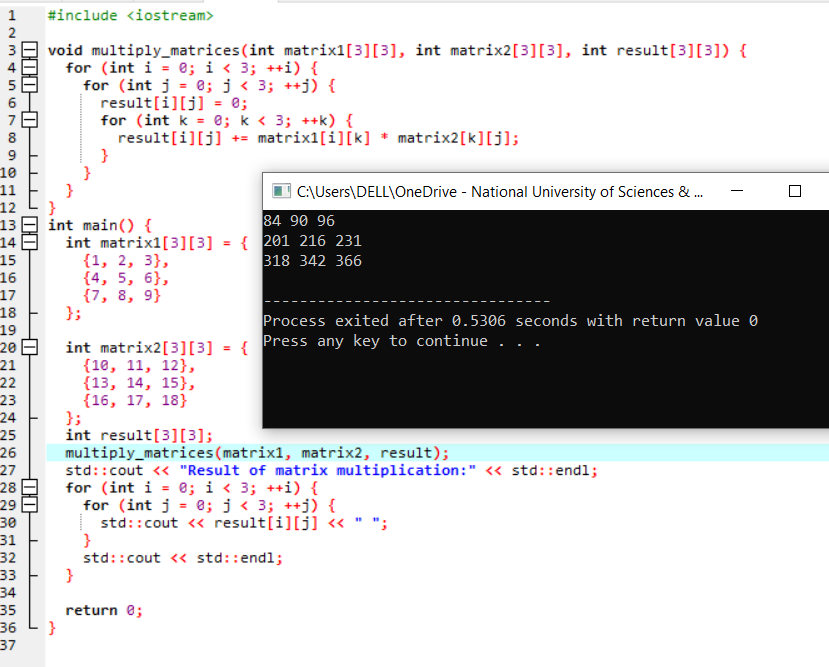 1 #include <iostream>
2
3 void multiply_matrices(int matrix1[3][3], int matrix2[3][3], int result[3][3]) {
4 for (int i = 0; i < 3; ++i) {
5 for (int j = 0; j < 3; ++j) {
6 result[i][j] = 0;
7 for (int k = 0; k < 3; ++k) {
8 result[i][j] += matrix1[i][k] * matrix2[k][j];
9 }
10 }
11 }
12 }
13 int main() {
14 int matrix1[3][3] = {
15 {1, 2, 3},
16 {4, 5, 6},
17 {7, 8, 9}
18 };
19
20 int matrix2[3][3] = {
21 {10, 11, 12},
22 {13, 14, 15},
23 {16, 17, 18}
24 };
25 int result[3][3];
26 multiply_matrices(matrix1, matrix2, result);
27 std::cout << "Result of matrix multiplication:" << std::endl;
28 for (int i = 0; i < 3; ++i) {
29 for (int j = 0; j < 3; ++j) {
30 std::cout << result[i][j] << " ";
31 }
32 std::cout << std::endl;
33 }
34
35 return 0;
36 }
37
C:\Users\DELL\OneDrive - National University of Sciences & ...
84 90 96
201 216 231
318 342 366
--------------------------------
Process exited after 0.5306 seconds with return value 0
Press any key to continue . . .